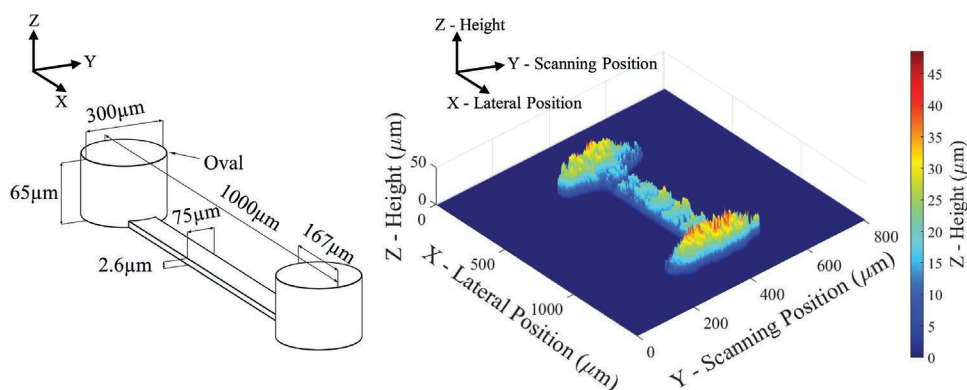 Z
Y
X
300µm
Oval
65µm
1000µm
75µm
167µm
2.6µm
Z - Height
Y - Scanning Position
X - Lateral Position
Z - Height (µm)
50
0
0
500
1000
X - Lateral Position
(µm)
0
200
400
600
800
Y - Scanning Position (µm)
45
40
35
30
25
20
15
10
5
0
Z - Height (µm)